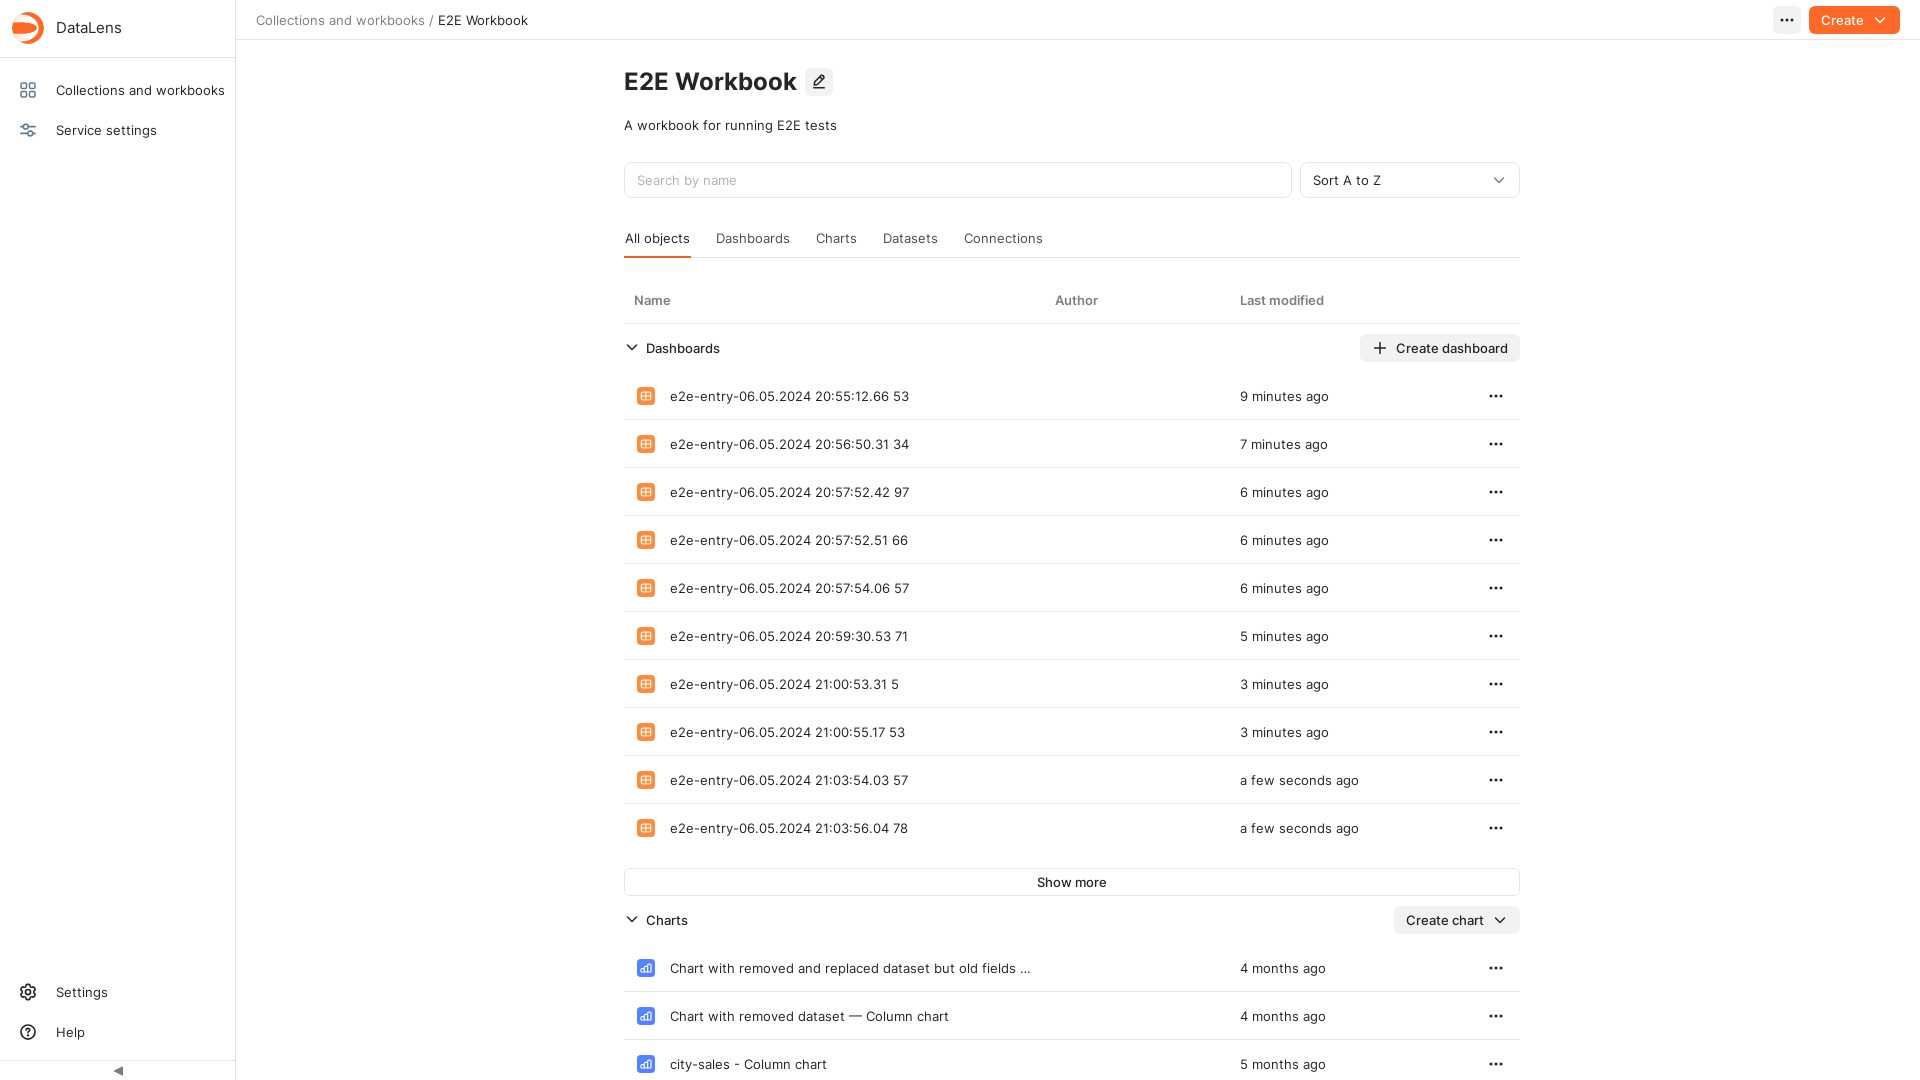 DataLens
Collections and workbooks / E2E Workbook
Create
Collections and workbooks
Service settings
E2E Workbook
A workbook for running E2E tests
Search by name
Sort A to Z
All objects Dashboards Charts Datasets Connections
Name Author Last modified
Dashboards Create dashboard
e2e-entry-06.05.2024 20:55:12.66 53 9 minutes ago
e2e-entry-06.05.2024 20:56:50.31 34 7 minutes ago
e2e-entry-06.05.2024 20:57:52.42 97 6 minutes ago
e2e-entry-06.05.2024 20:57:52.51 66 6 minutes ago
e2e-entry-06.05.2024 20:57:54.06 57 6 minutes ago
e2e-entry-06.05.2024 20:59:30.53 71 5 minutes ago
e2e-entry-06.05.2024 21:00:53.31 5 3 minutes ago
e2e-entry-06.05.2024 21:00:55.17 53 3 minutes ago
e2e-entry-06.05.2024 21:03:54.03 57 a few seconds ago
e2e-entry-06.05.2024 21:03:56.04 78 a few seconds ago
Show more
Charts Create chart
Chart with removed and replaced dataset but old fields ... 4 months ago
Chart with removed dataset — Column chart 4 months ago
city-sales - Column chart 5 months ago
Settings
Help